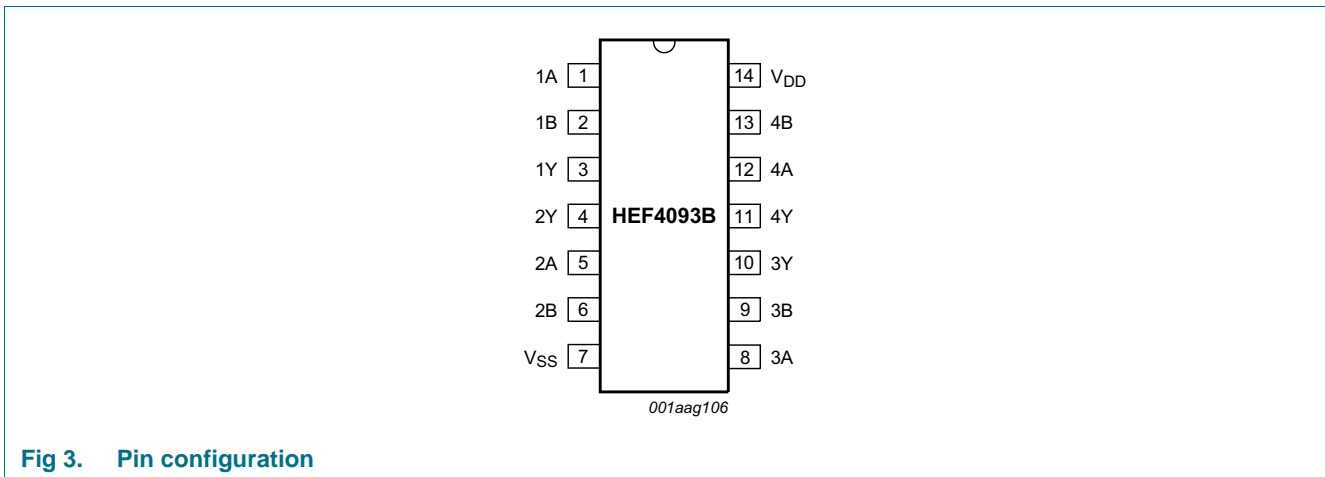 1A 1 14 VDD
1B 2 13 4B
1Y 3 12 4A
2Y 4 HEF4093B 11 4Y
2A 5 10 3Y
2B 6 9 3B
VSS 7 8 3A
001aag106
Fig 3. Pin configuration